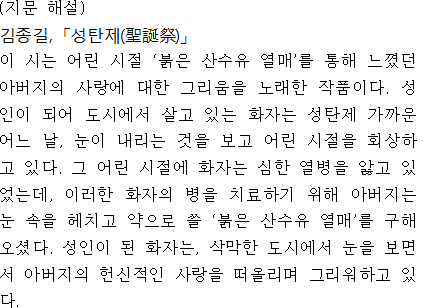 (지문 해설)
김종길,「성탄제(聖誕祭)」
이 시는 어린 시절 ‘붉은 산수유 열매’를 통해 느꼈던
아버지의 사랑에 대한 그리움을 노래한 작품이다. 성
인이 되어 도시에서 살고 있는 화자는 성탄제 가까운
어느 날, 눈이 내리는 것을 보고 어린 시절을 회상하
고 있다. 그 어린 시절에 화자는 심한 열병을 앓고 있
었는데, 이러한 화자의 병을 치료하기 위해 아버지는
눈 속을 헤치고 약으로 쓸 ‘붉은 산수유 열매’를 구해
오셨다. 성인이 된 화자는, 삭막한 도시에서 눈을 보면
서 아버지의 헌신적인 사랑을 떠올리며 그리워하고 있
다.